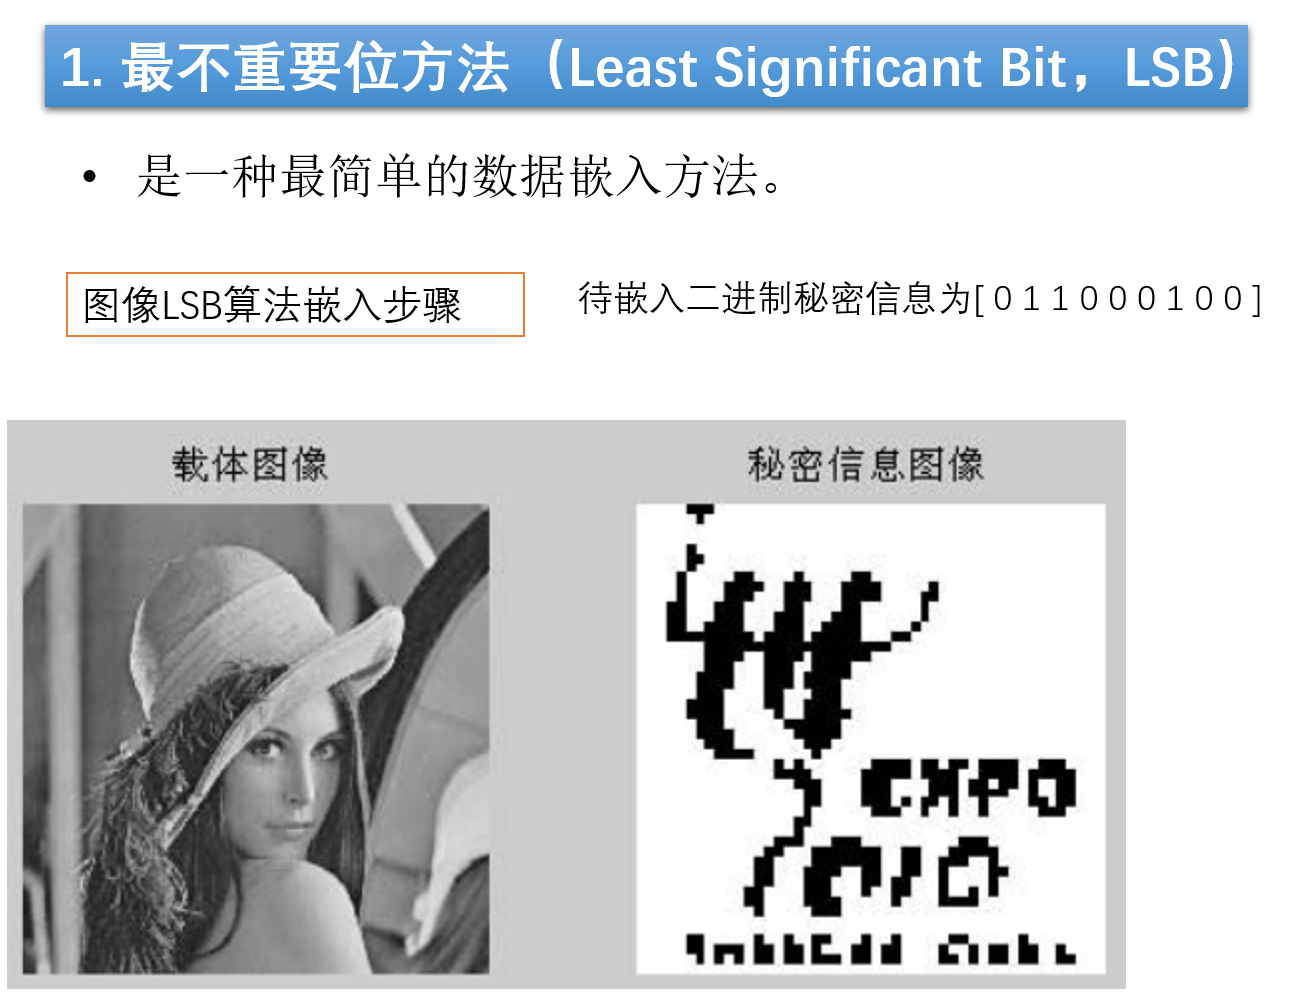 1. 最不重要位方法（Least Significant Bit，LSB）
• 是一种最简单的数据嵌入方法。
图像LSB算法嵌入步骤
待嵌入二进制秘密信息为[ 0 1 1 0 0 0 1 0 0 ]
载体图像
秘密信息图像
EXPO